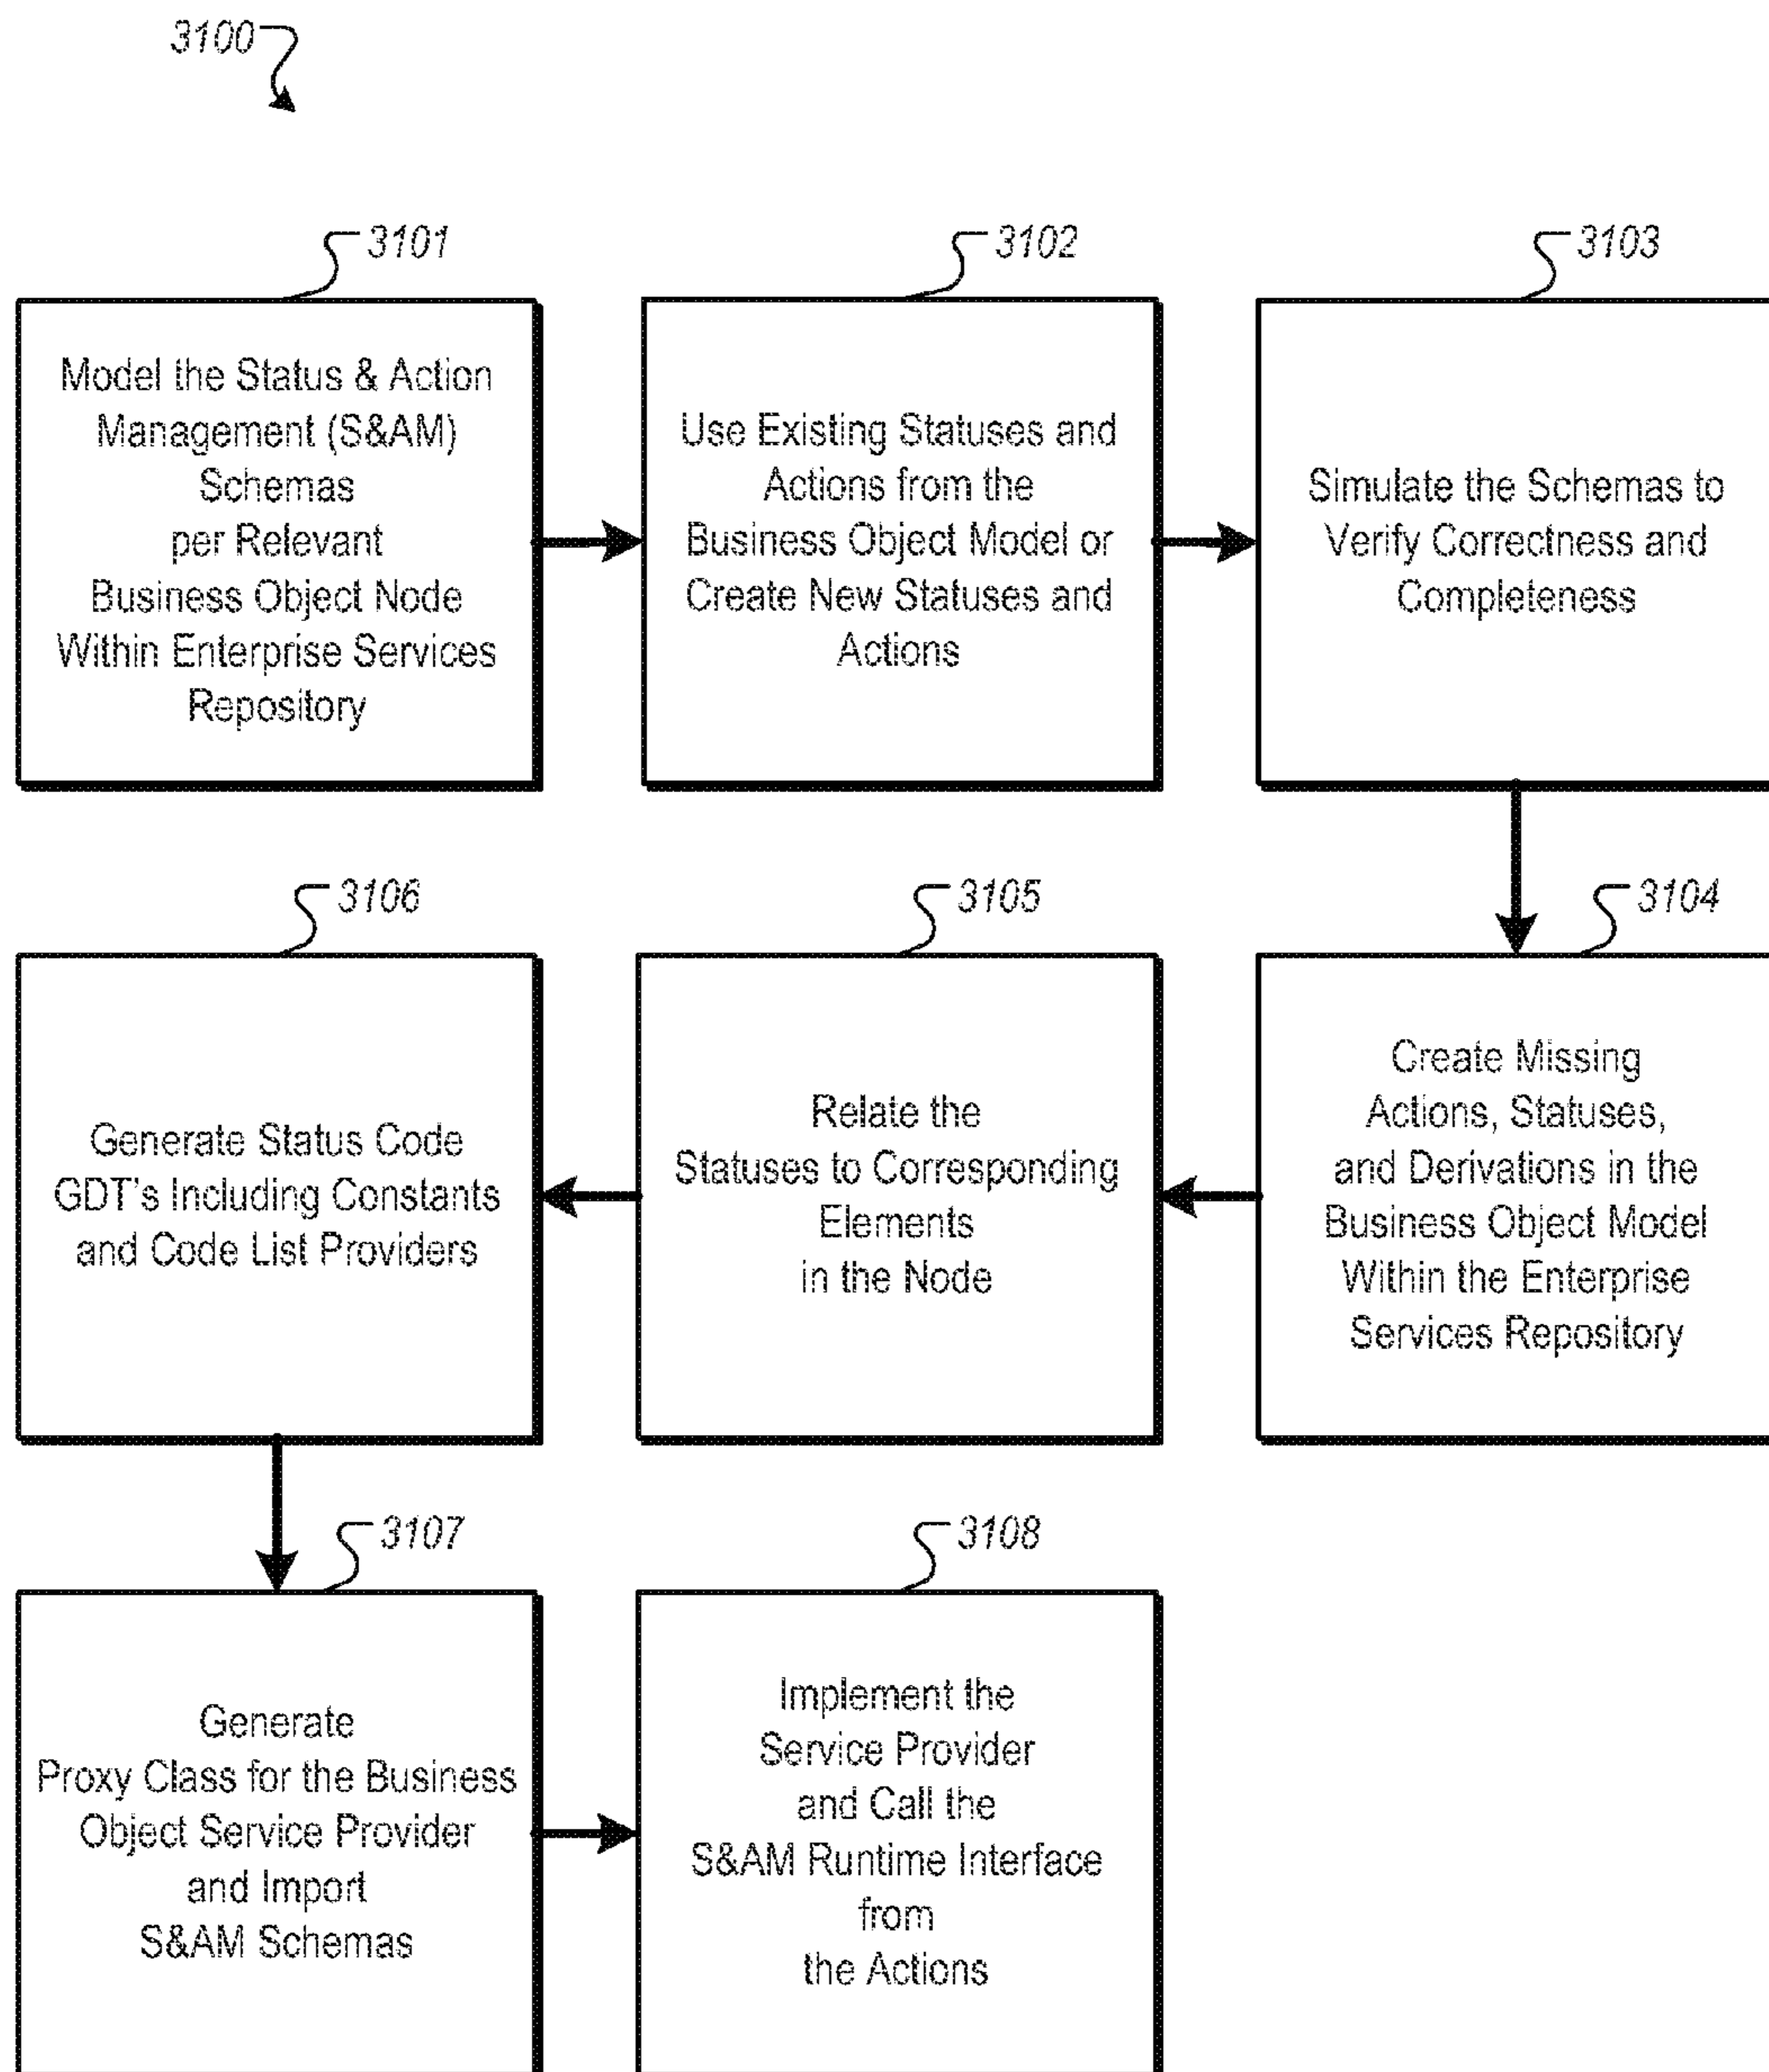 3100
3101
Model the Status & Action
Management (S&AM)
Schemas
per Relevant
Business Object Node
Within Enterprise Services
Repository
3102
Use Existing Statuses and
Actions from the
Business Object Model or
Create New Statuses and
Actions
3103
Simulate the Schemas to
Verify Correctness and
Completeness
3104
Create Missing
Actions, Statuses,
and Derivations in the
Business Object Model
Within the Enterprise
Services Repository
3105
Relate the
Statuses to Corresponding
Elements
in the Node
3106
Generate Status Code
GDT's Including Constants
and Code List Providers
3107
Generate
Proxy Class for the Business
Object Service Provider
and Import
S&AM Schemas
3108
Implement the
Service Provider
and Call the
S&AM Runtime Interface
from
the Actions